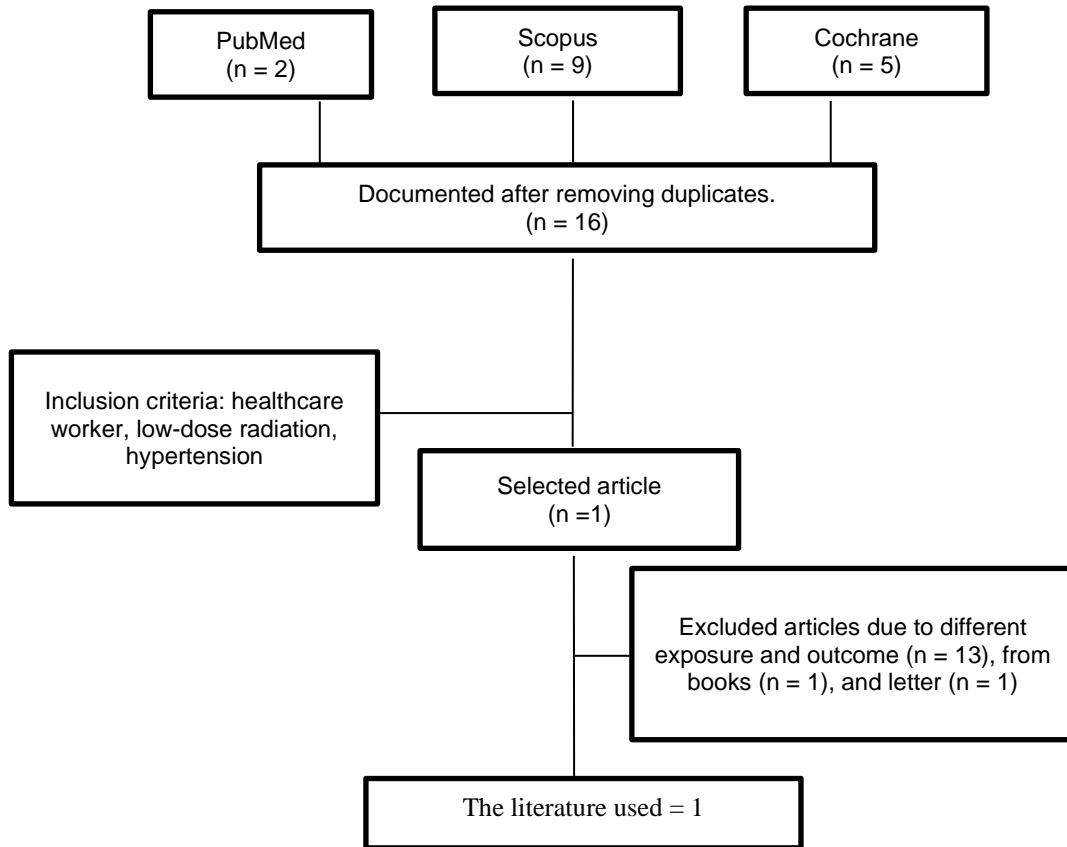 PubMed
(n = 2)
Scopus
(n = 9)
Cochrane
(n = 5)
Documented after removing duplicates.
(n = 16)
Inclusion criteria: healthcare
worker, low-dose radiation,
hypertension
Selected article
(n =1)
Excluded articles due to different
exposure and outcome (n = 13), from
books (n = 1), and letter (n = 1)
The literature used = 1